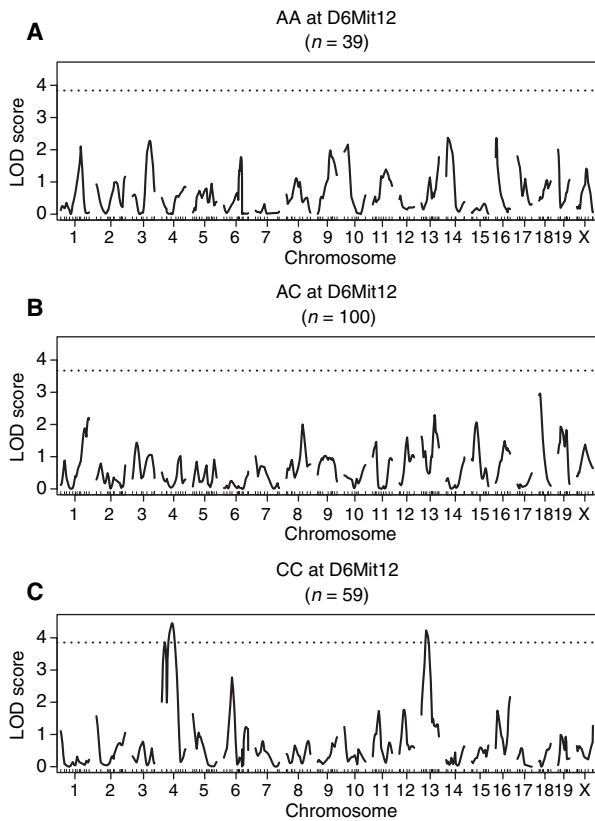 A
AA at D6Mit12
(n = 39)
LOD score
4
3
2
1
0
1 2 3 4 5 6 7 8 9 10 11 12 13 14 15 16 17 18 19 X
Chromosome
B
AC at D6Mit12
(n = 100)
LOD score
4
3
2
1
0
1 2 3 4 5 6 7 8 9 10 11 12 13 14 15 16 17 18 19 X
Chromosome
C
CC at D6Mit12
(n = 59)
LOD score
4
3
2
1
0
1 2 3 4 5 6 7 8 9 10 11 12 13 14 15 16 17 18 19 X
Chromosome